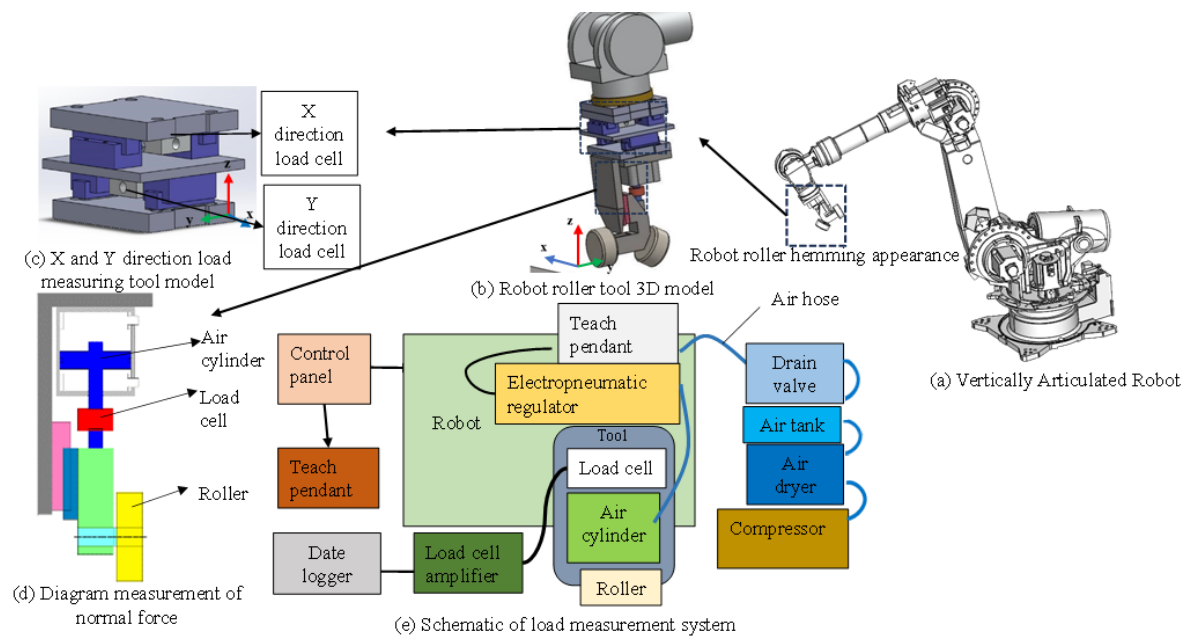 X
direction
load cell
Y
direction
load cell
z
y
x
(c) X and Y direction load
measuring tool model
z
x
y
(b) Robot roller tool 3D model
Robot roller hemming appearance
(a) Vertically Articulated Robot
Air
cylinder
Load
cell
Roller
(d) Diagram measurement of
normal force
Control
panel
Teach
pendant
Robot
Teach
pendant
Electropneumatic
regulator
Tool
Load cell
Air
cylinder
Roller
Date
logger
Load cell
amplifier
Air hose
Drain
valve
Air tank
Air
dryer
Compressor
(e) Schematic of load measurement system